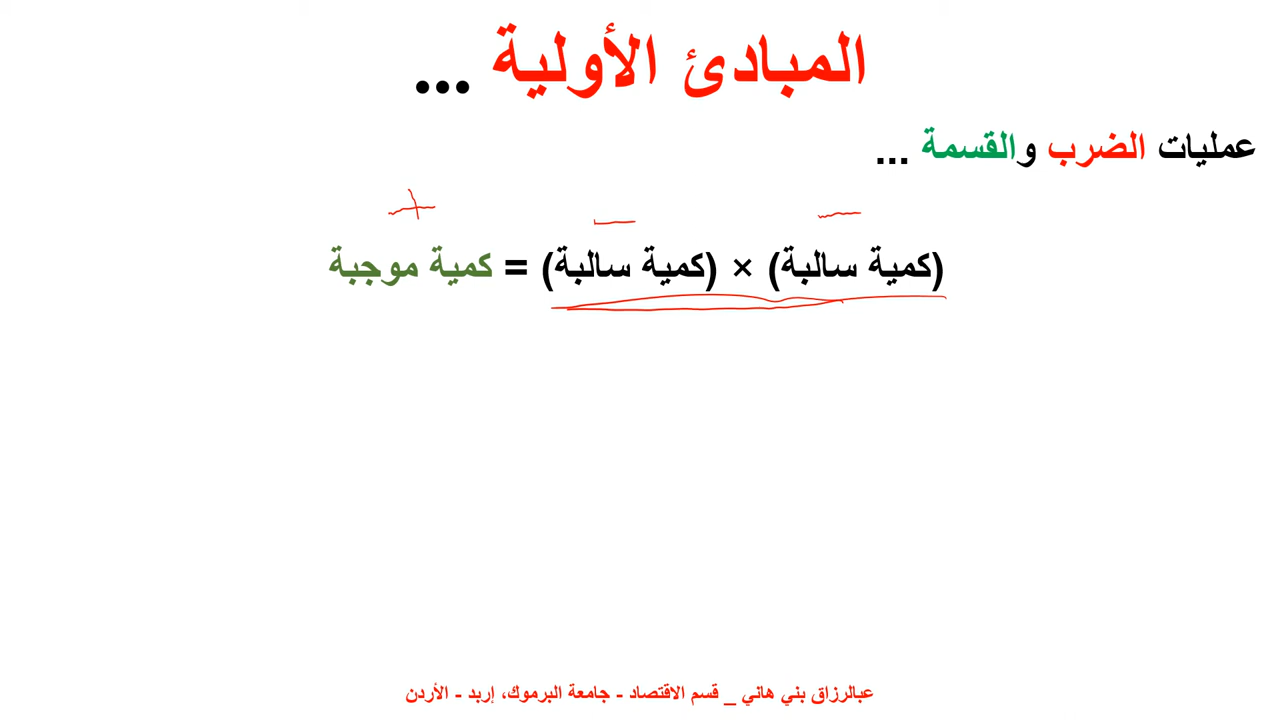 المبادئ الأولية ...
عمليات الضرب والقسمة ...
+ − −
(كمية سالبة) × (كمية سالبة) = كمية موجبة
عبالرزاق بني هاني _ قسم الاقتصاد - جامعة البرموك، إربد - الأردن